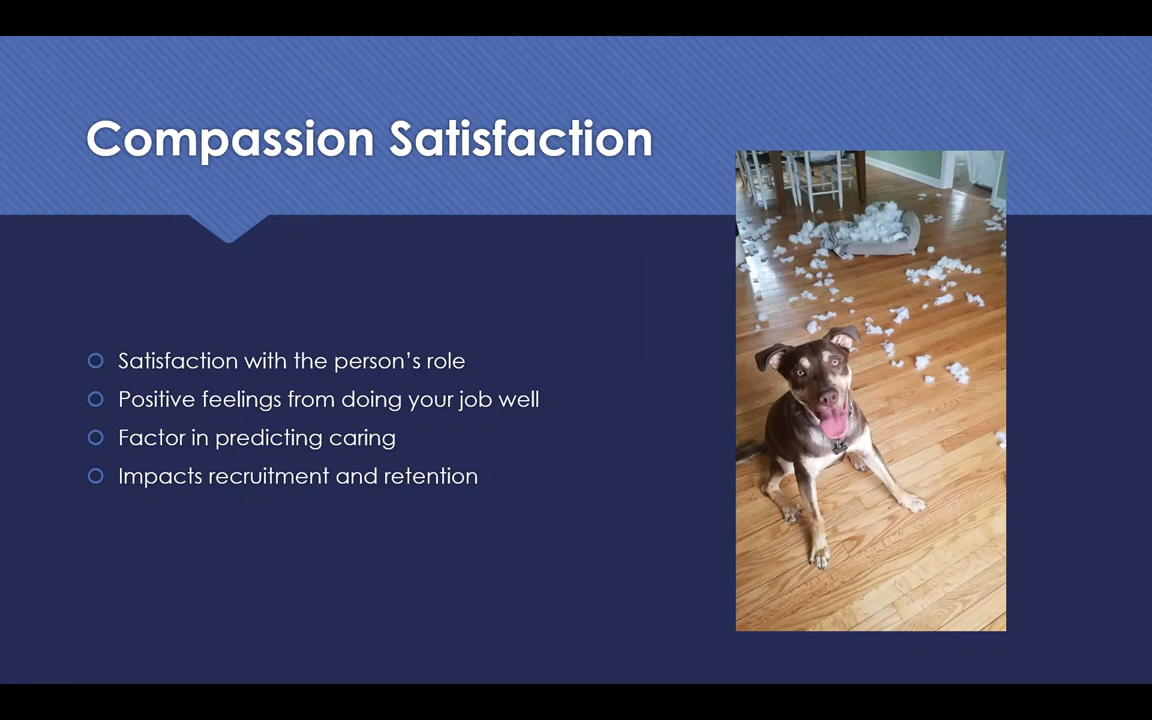 Compassion Satisfaction
Satisfaction with the person's role
Positive feelings from doing your job well
Factor in predicting caring
Impacts recruitment and retention